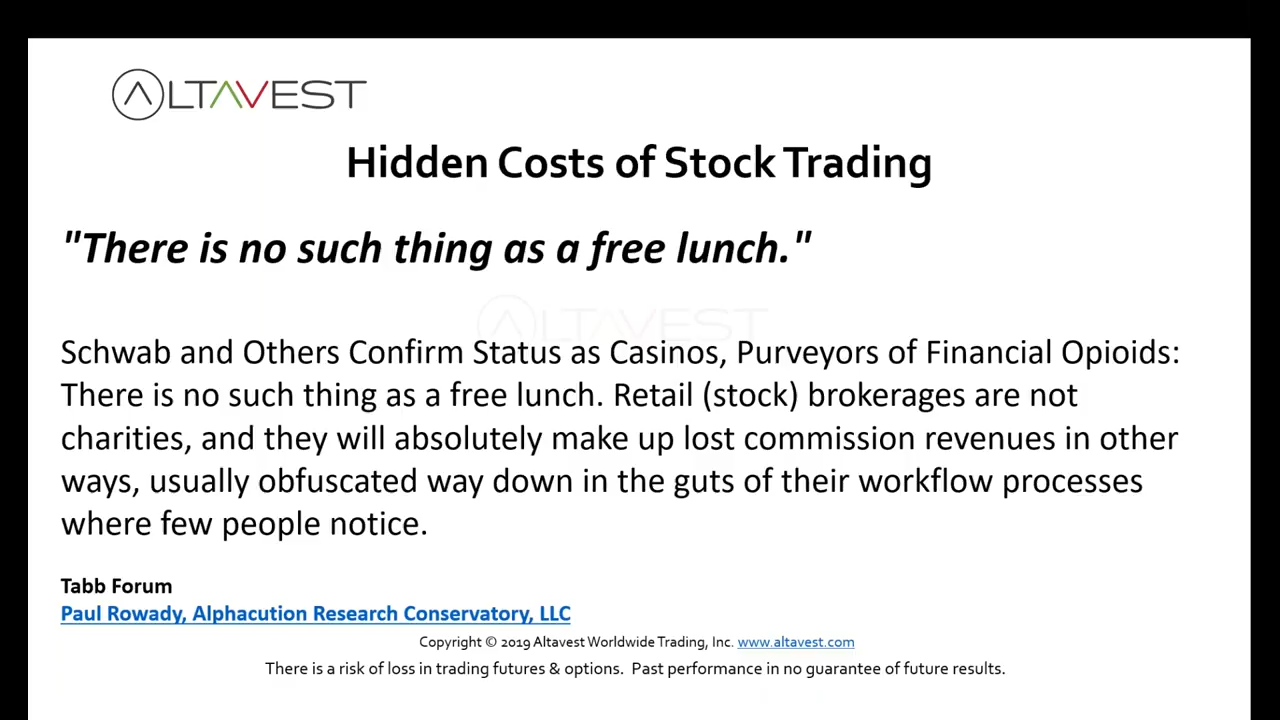 ALTAVEST
Hidden Costs of Stock Trading
"There is no such thing as a free lunch."
ALTAVEST
Schwab and Others Confirm Status as Casinos, Purveyors of Financial Opioids:
There is no such thing as a free lunch. Retail (stock) brokerages are not
charities, and they will absolutely make up lost commission revenues in other
ways, usually obfuscated way down in the guts of their workflow processes
where few people notice.
Tabb Forum
Paul Rowady, Alphacution Research Conservatory, LLC
Copyright © 2019 Altavest Worldwide Trading, Inc. www.altavest.com
There is a risk of loss in trading futures & options.  Past performance in no guarantee of future results.